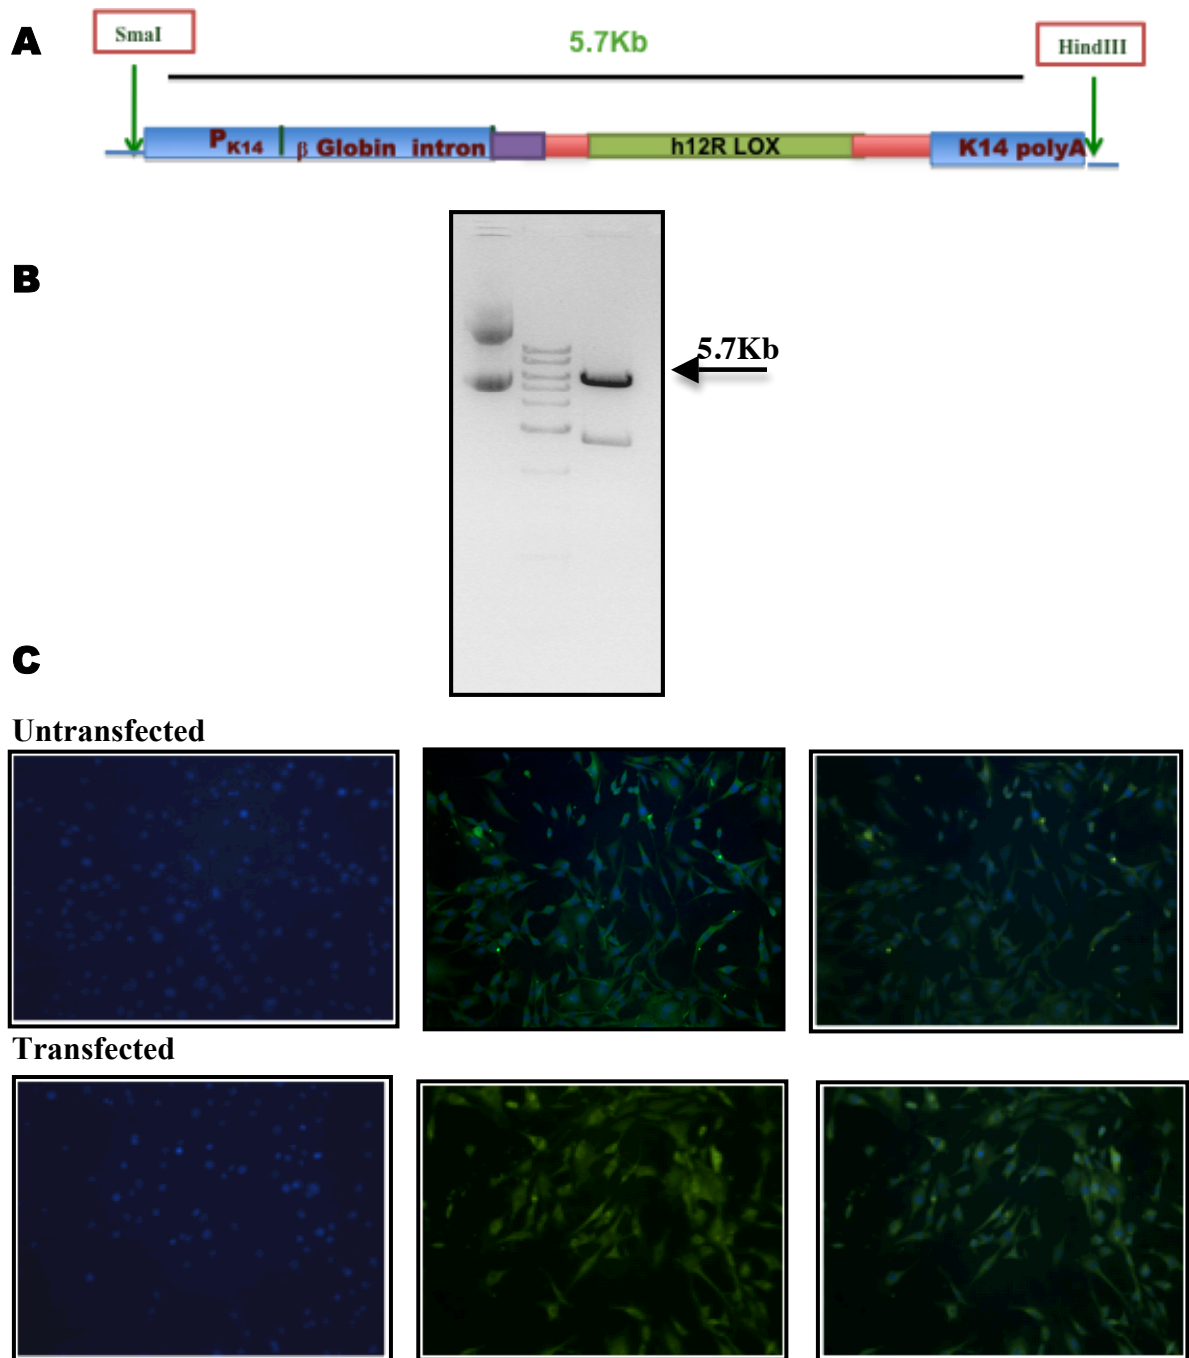 A
SmaI
5.7Kb
HindIII
PK14
β Globin intron
h12R LOX
K14 polyA
B
5.7Kb
C
Untransfected
Transfected